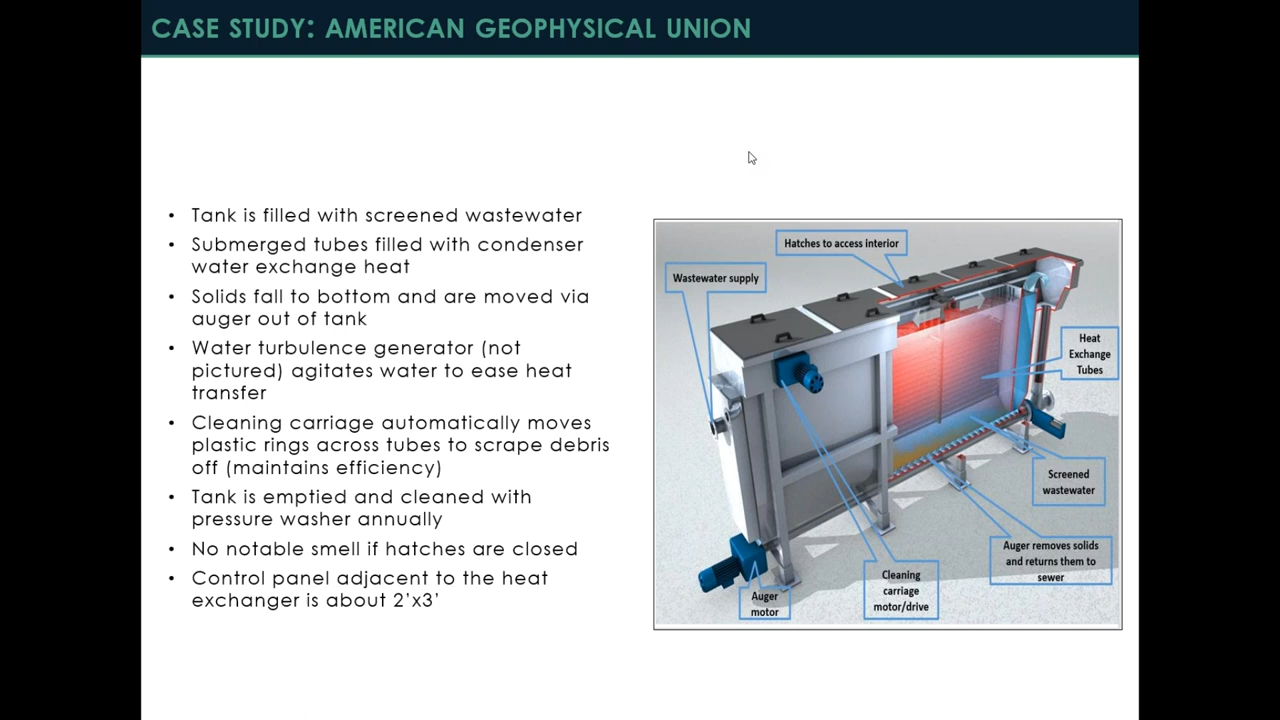 CASE STUDY: AMERICAN GEOPHYSICAL UNION
• Tank is filled with screened wastewater
• Submerged tubes filled with condenser
water exchange heat
• Solids fall to bottom and are moved via
auger out of tank
• Water turbulence generator (not
pictured) agitates water to ease heat
transfer
• Cleaning carriage automatically moves
plastic rings across tubes to scrape debris
off (maintains efficiency)
• Tank is emptied and cleaned with
pressure washer annually
• No notable smell if hatches are closed
• Control panel adjacent to the heat
exchanger is about 2’x3’
Hatches to access interior
Wastewater supply
Heat
Exchange
Tubes
Screened
wastewater
Auger removes solids
and returns them to
sewer
Cleaning
carriage
motor/drive
Auger
motor